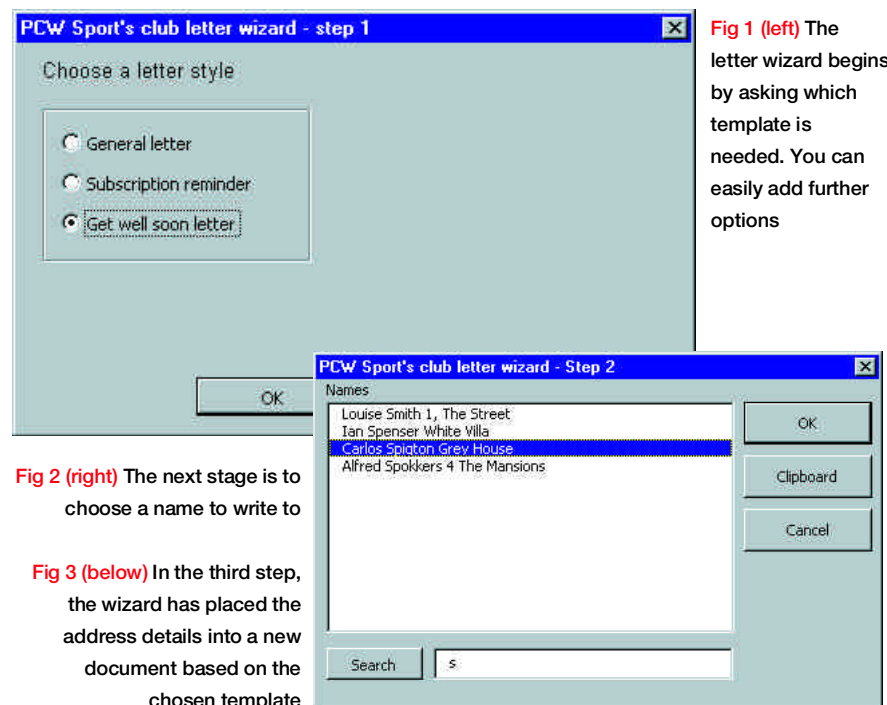 PCW Sport's club letter wizard - step 1
Choose a letter style
General letter
Subscription reminder
Get well soon letter
OK
Fig 1 (left) The
letter wizard begins
by asking which
template is
needed. You can
easily add further
options
PCW Sport's club letter wizard - Step 2
Names
Louise Smith 1, The Street
Ian Spenser White Villa
Carlos Spigton Grey House
Alfred Spokkers 4 The Mansions
OK
Clipboard
Cancel
Search
s
Fig 2 (right) The next stage is to
choose a name to write to
Fig 3 (below) In the third step,
the wizard has placed the
address details into a new
document based on the
chosen template